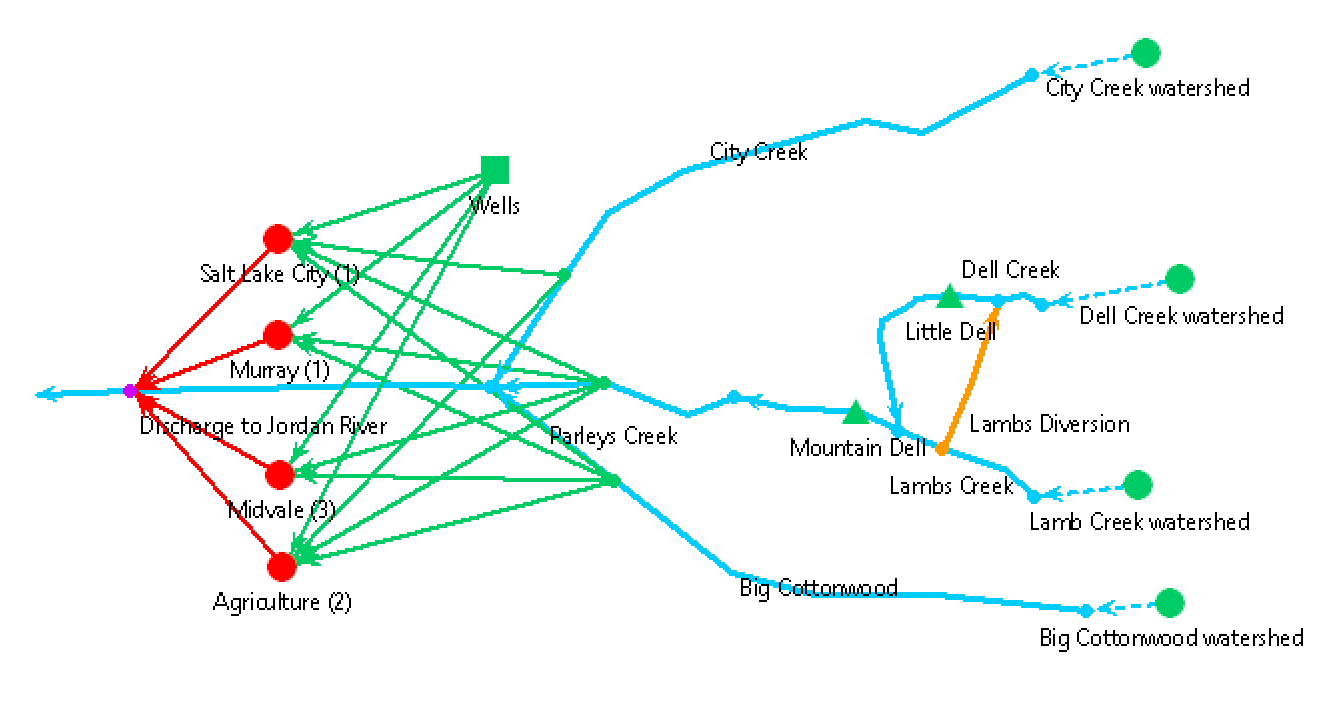 City Creek watershed
City Creek
Wells
Salt Lake City (1)
Dell Creek
Dell Creek watershed
Little Dell
Murray (1)
Discharge to Jordan River
Parleys Creek
Lambs Diversion
Mountain Dell
Lambs Creek
Midvale (3)
Lamb Creek watershed
Big Cottonwood
Agriculture (2)
Big Cottonwood watershed